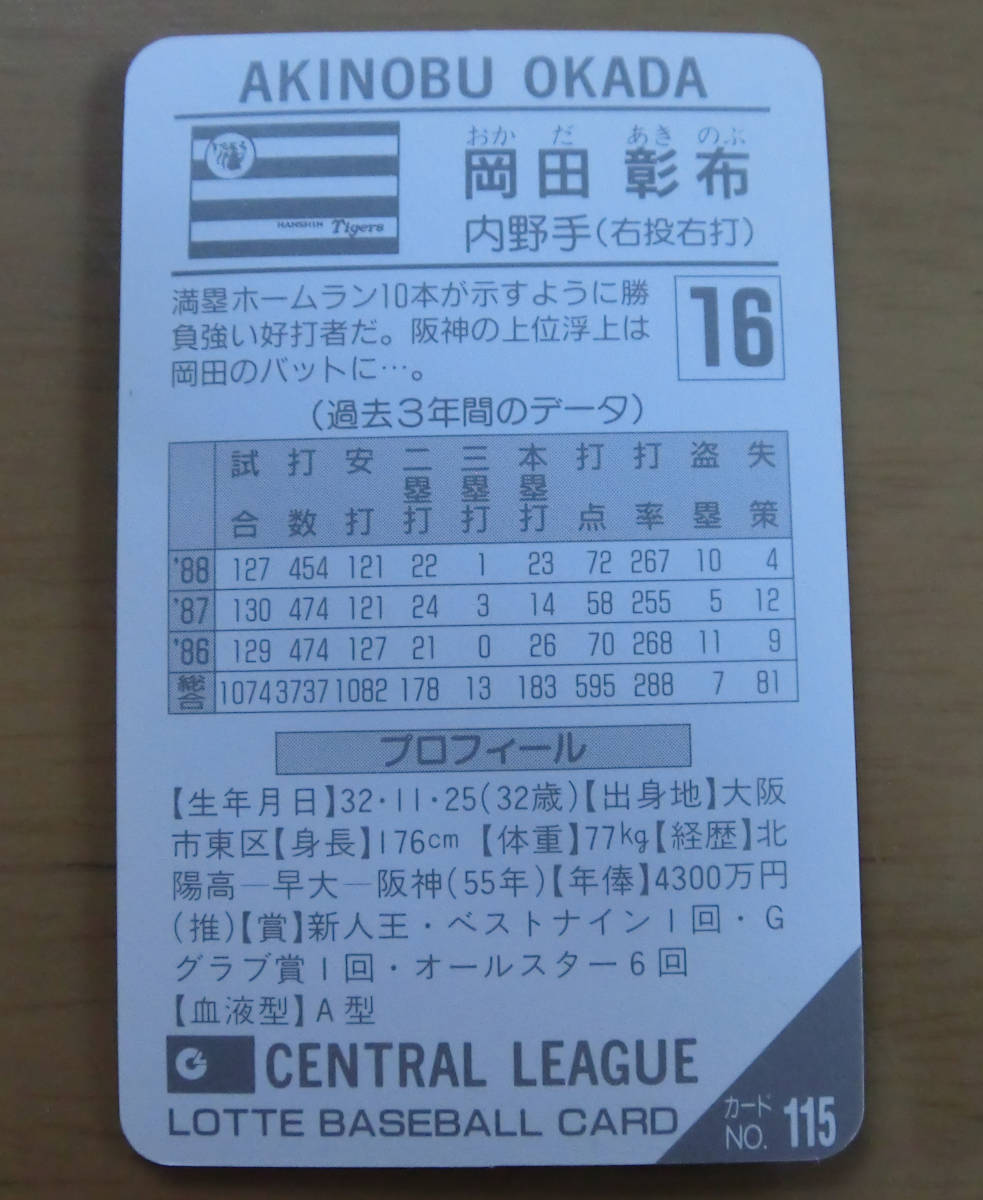 AKINOBU OKADA
おか だ あき のぶ
岡田 彰布
内野手(右投右打)
HANSHIN Tigers
満塁ホームラン10本が示すように勝
負強い好打者だ。阪神の上位浮上は
岡田のバットに…。
16
(過去3年間のデータ)
試合 打数 安打 二塁打 三塁打 本塁打 打点 打率 盗塁 失策
'88 127 454 121 22 1 23 72 267 10 4
'87 130 474 121 24 3 14 58 255 5 12
'86 129 474 127 21 0 26 70 268 11 9
総合 1074 3737 1082 178 13 183 595 288 7 81
プロフィール
【生年月日】32・11・25(32歳)【出身地】大阪
市東区【身長】176cm【体重】77kg【経歴】北
陽高―早大―阪神(55年)【年俸】4300万円
(推)【賞】新人王・ベストナイン1回・G
グラブ賞1回・オールスター6回
【血液型】A型
CENTRAL LEAGUE
LOTTE BASEBALL CARD
カード
NO. 115